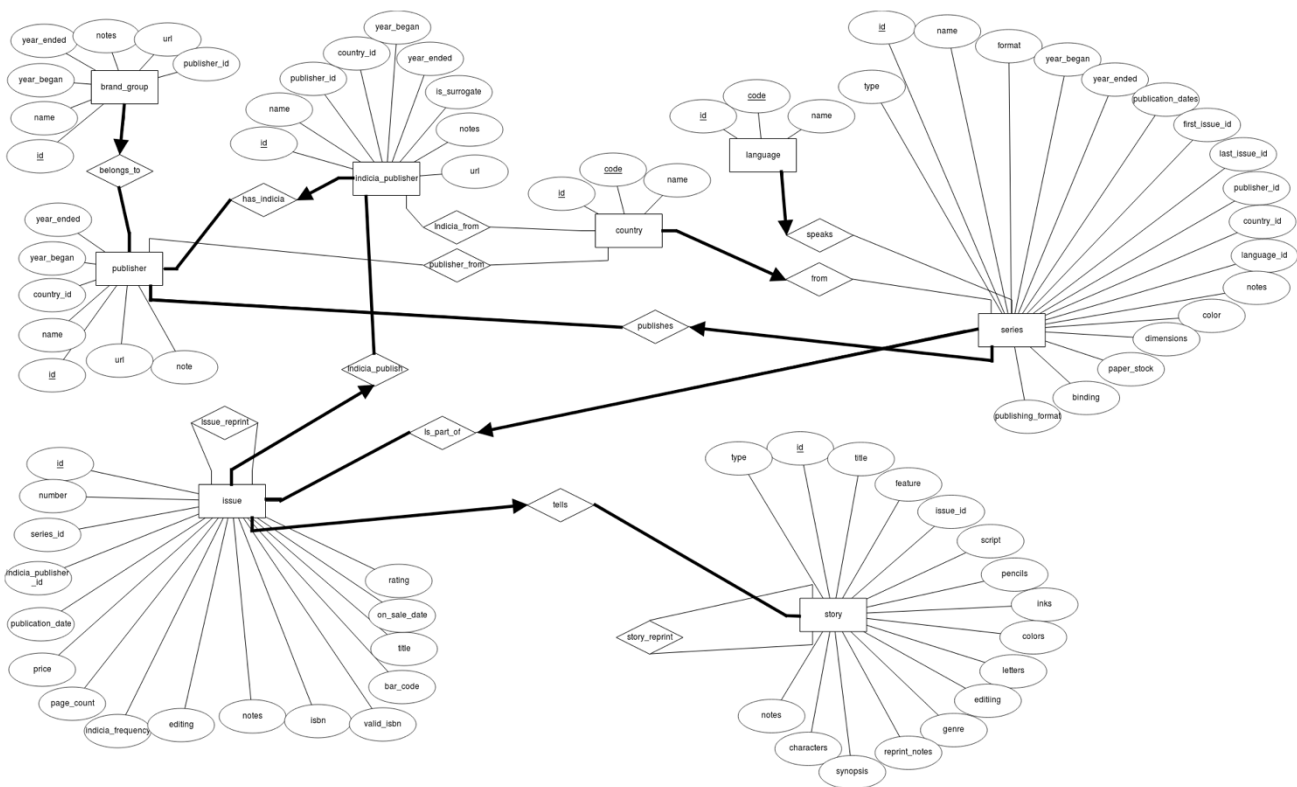 year_ended
notes
url
publisher_id
year_began
brand_group
name
id
belongs_to
year_began
country_id
year_ended
publisher_id
is_surrogate
name
notes
id
url
indicia_publisher
has_indicia
Indicia_from
publisher_from
code
id
name
country
code
id
name
language
speaks
from
id
name
format
year_began
year_ended
publication_dates
type
first_issue_id
last_issue_id
publisher_id
country_id
language_id
notes
color
dimensions
paper_stock
binding
publishing_format
series
year_ended
year_began
publisher
country_id
name
id
url
note
publishes
Indicia_publish
Issue_reprint
Is_part_of
id
number
issue
series_id
indicia_publisher
_id
publication_date
price
page_count
indicia_frequency
editing
notes
isbn
valid_isbn
bar_code
title
on_sale_date
rating
tells
type
id
title
feature
issue_id
script
pencils
inks
colors
letters
editiing
genre
reprint_notes
synopsis
characters
notes
story
story_reprint